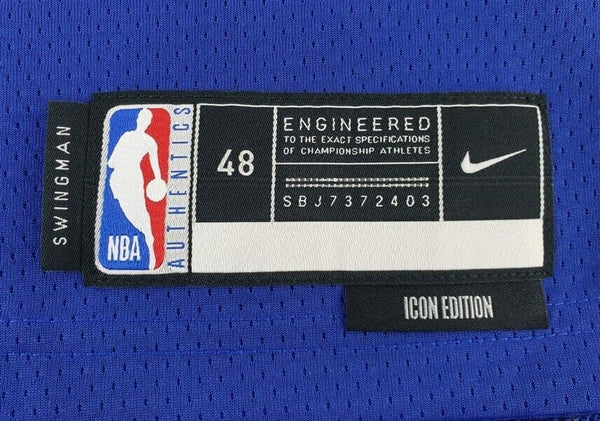 SWINGMAN
NBA
AUTHENTICS
48
ENGINEERED
TO THE EXACT SPECIFICATIONS
OF CHAMPIONSHIP ATHLETES
SBJ7372403
ICON EDITION